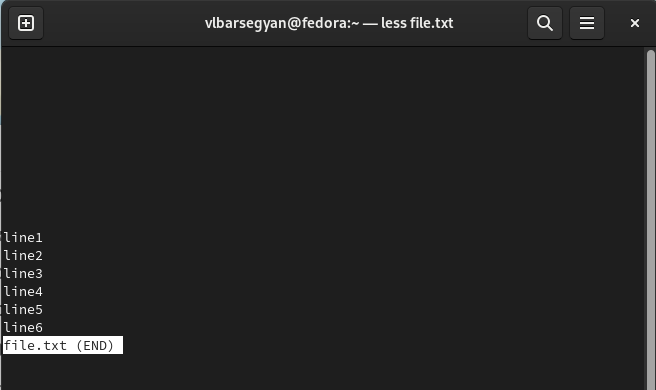 vlbarsegyan@fedora:~ — less file.txt
line1
line2
line3
line4
line5
line6
file.txt (END)